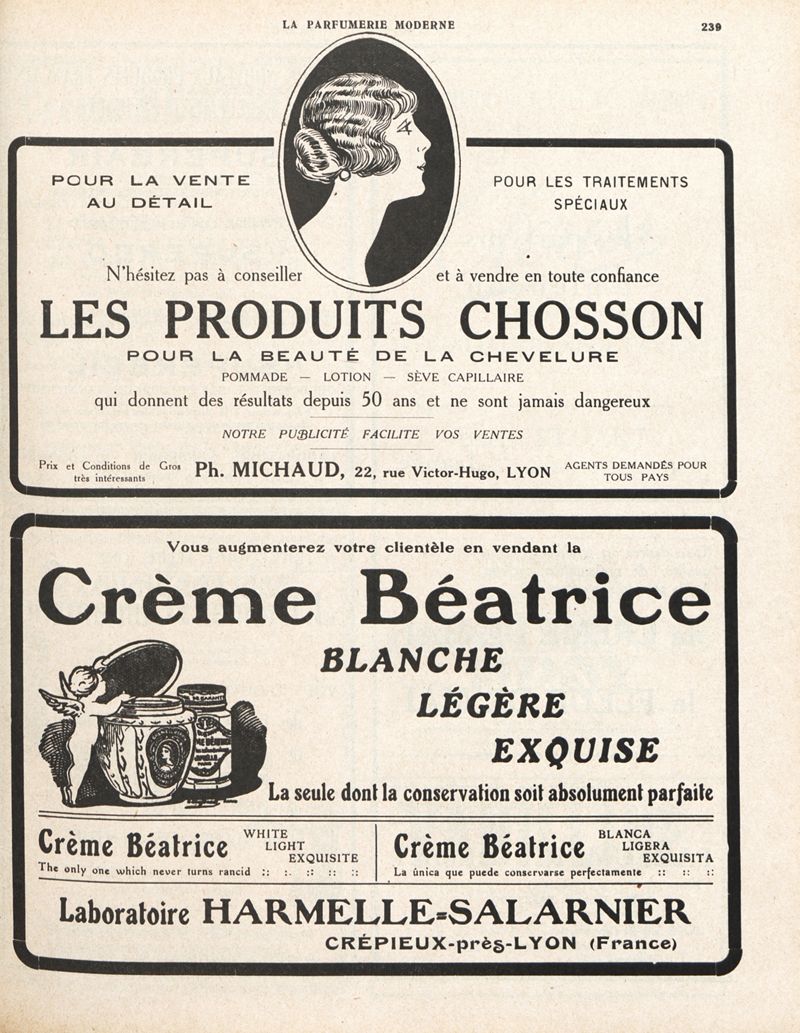 LA PARFUMERIE MODERNE
239
POUR LA VENTE
AU DÉTAIL
POUR LES TRAITEMENTS
SPÉCIAUX
N'hésitez pas à conseiller et à vendre en toute confiance
LES PRODUITS CHOSSON
POUR LA BEAUTÉ DE LA CHEVELURE
POMMADE — LOTION — SÈVE CAPILLAIRE
qui donnent des résultats depuis 50 ans et ne sont jamais dangereux
NOTRE PUBLICITÉ FACILITE VOS VENTES
Prix et Conditions de Gros
très intéressants
Ph. MICHAUD, 22, rue Victor-Hugo, LYON
AGENTS DEMANDÉS POUR
TOUS PAYS
Vous augmenterez votre clientèle en vendant la
Crème Béatrice
BLANCHE
LÉGÈRE
EXQUISE
La seule dont la conservation soit absolument parfaite
Crème Béatrice
WHITE
LIGHT
EXQUISITE
The only one which never turns rancid :: :. :: :: ::
Crème Béatrice
BLANCA
LIGERA
EXQUISITA
La única que puede conservarse perfectamente :: :: ::
Laboratoire HARMELLE=SALARNIER
CRÉPIEUX-près-LYON (France)